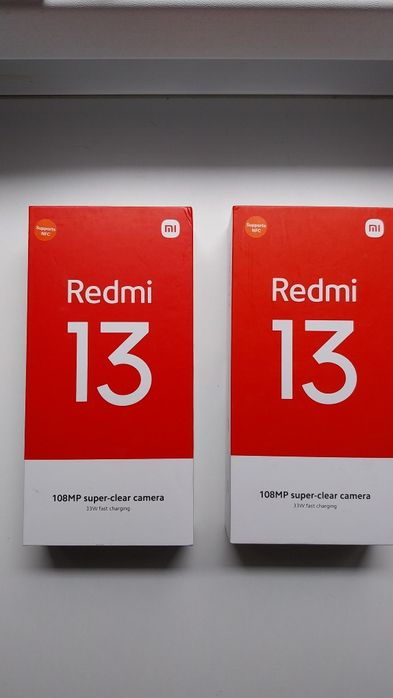 Supports
NFC
mi
Redmi
13
108MP super-clear camera
33W fast charging
Supports
NFC
mi
Redmi
13
108MP super-clear camera
33W fast charging